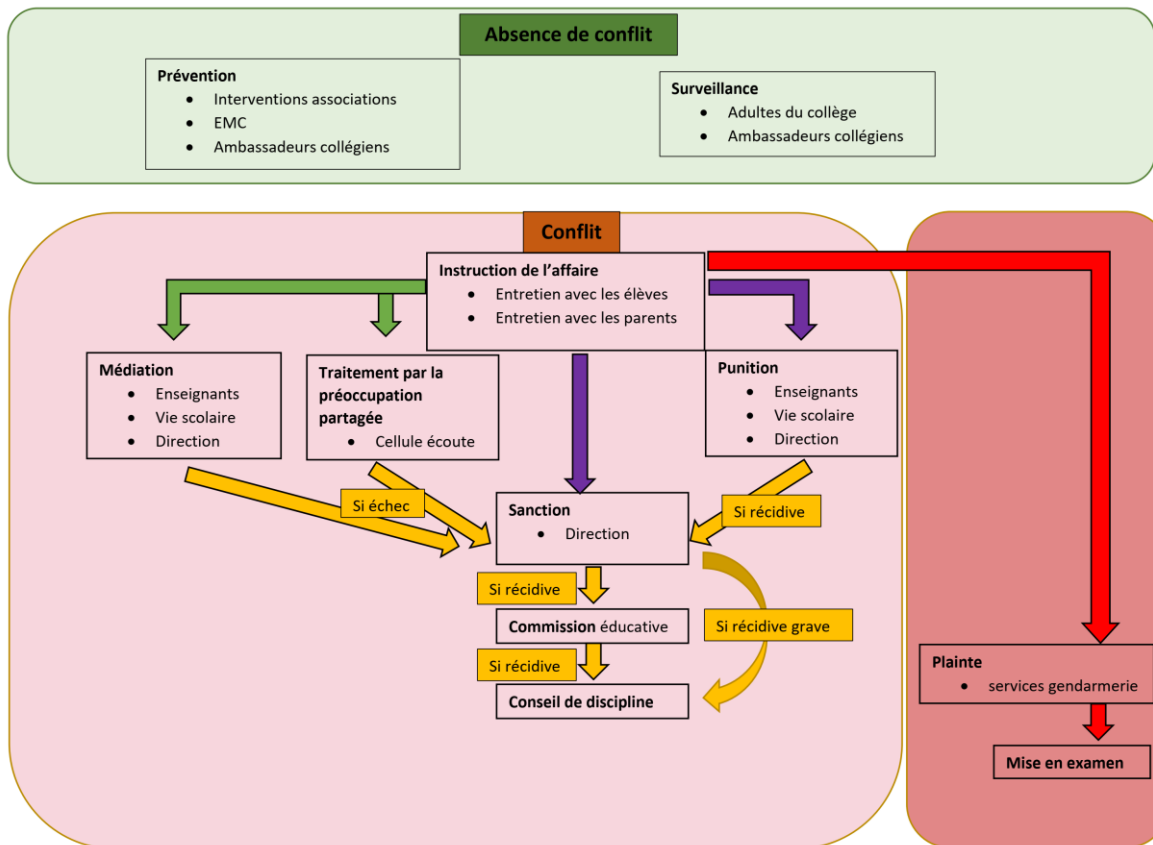 Absence de conflit
Prévention
• Interventions associations
• EMC
• Ambassadeurs collégiens
Surveillance
• Adultes du collège
• Ambassadeurs collégiens
Conflit
Instruction de l’affaire
• Entretien avec les élèves
• Entretien avec les parents
Médiation
• Enseignants
• Vie scolaire
• Direction
Traitement par la
préoccupation
partagée
• Cellule écoute
Punition
• Enseignants
• Vie scolaire
• Direction
Si échec
Sanction
• Direction
Si récidive
Si récidive
Commission éducative
Si récidive grave
Si récidive
Conseil de discipline
Plainte
• services gendarmerie
Mise en examen